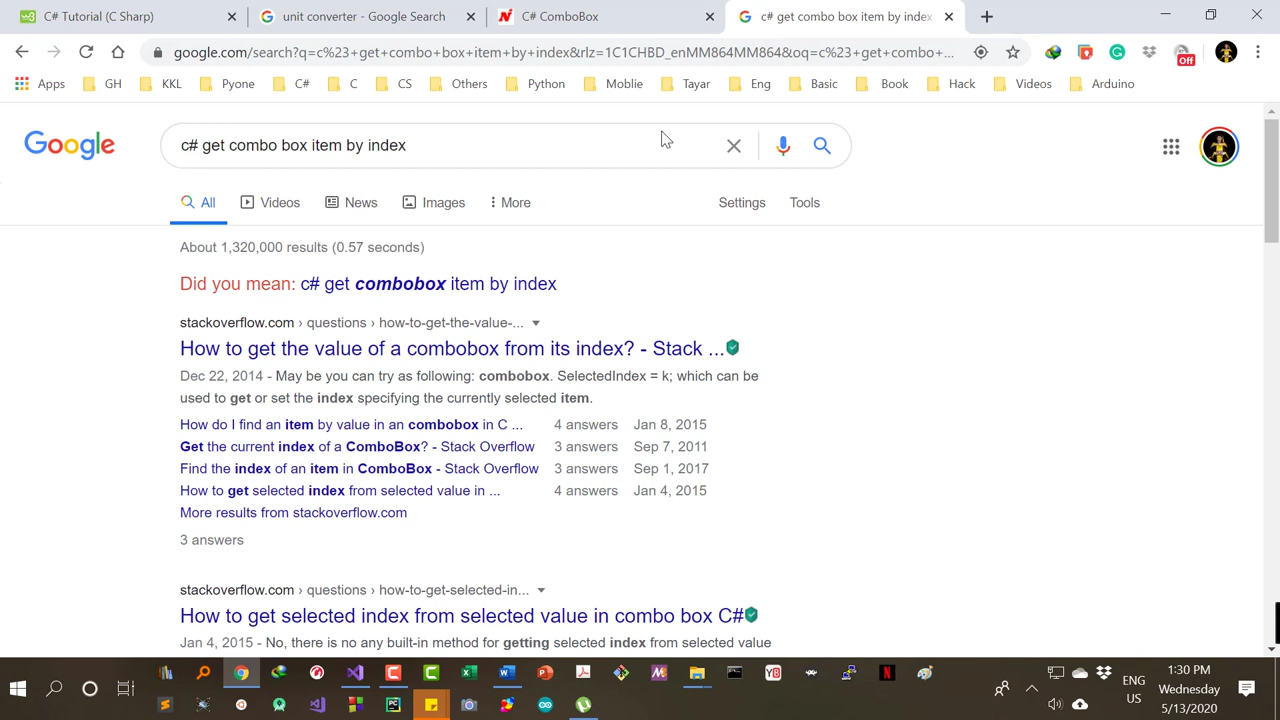 C# Tutorial (C Sharp)
unit converter - Google Search
C# ComboBox
c# get combo box item by index
google.com/search?q=c%23+get+combo+box+item+by+index&rlz=1C1CHBD_enMM864MM864&oq=c%23+get+combo+...
Off
Apps GH KKL Pyone C# C CS Others Python Moblie Tayar Eng Basic Book Hack Videos Arduino
Google
c# get combo box item by index
All Videos News Images More Settings Tools
About 1,320,000 results (0.57 seconds)
Did you mean: c# get combobox item by index
stackoverflow.com › questions › how-to-get-the-value-...
How to get the value of a combobox from its index? - Stack ...
Dec 22, 2014 - May be you can try as following: combobox. SelectedIndex = k; which can be
used to get or set the index specifying the currently selected item.
How do I find an item by value in an combobox in C ... 4 answers Jan 8, 2015
Get the current index of a ComboBox? - Stack Overflow 3 answers Sep 7, 2011
Find the index of an item in ComboBox - Stack Overflow 3 answers Sep 1, 2017
How to get selected index from selected value in ... 4 answers Jan 4, 2015
More results from stackoverflow.com
3 answers
stackoverflow.com › questions › how-to-get-selected-in...
How to get selected index from selected value in combo box C#
Jan 4, 2015 - No, there is no any built-in method for getting selected index from selected value
ENG
US
1:30 PM
Wednesday
5/13/2020